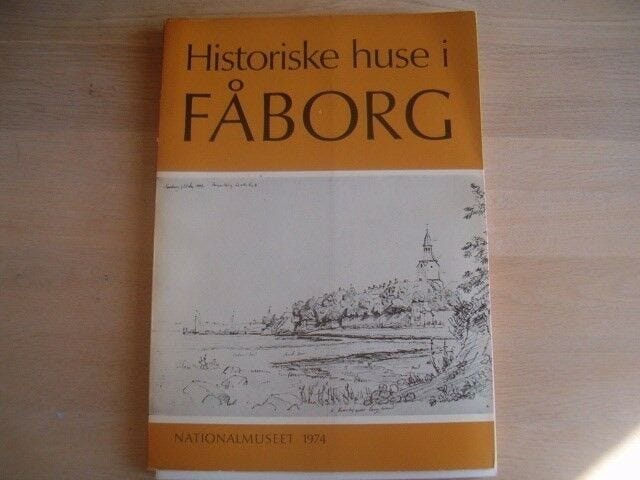 Historiske huse i
FÅBORG
NATIONALMUSEET 1974